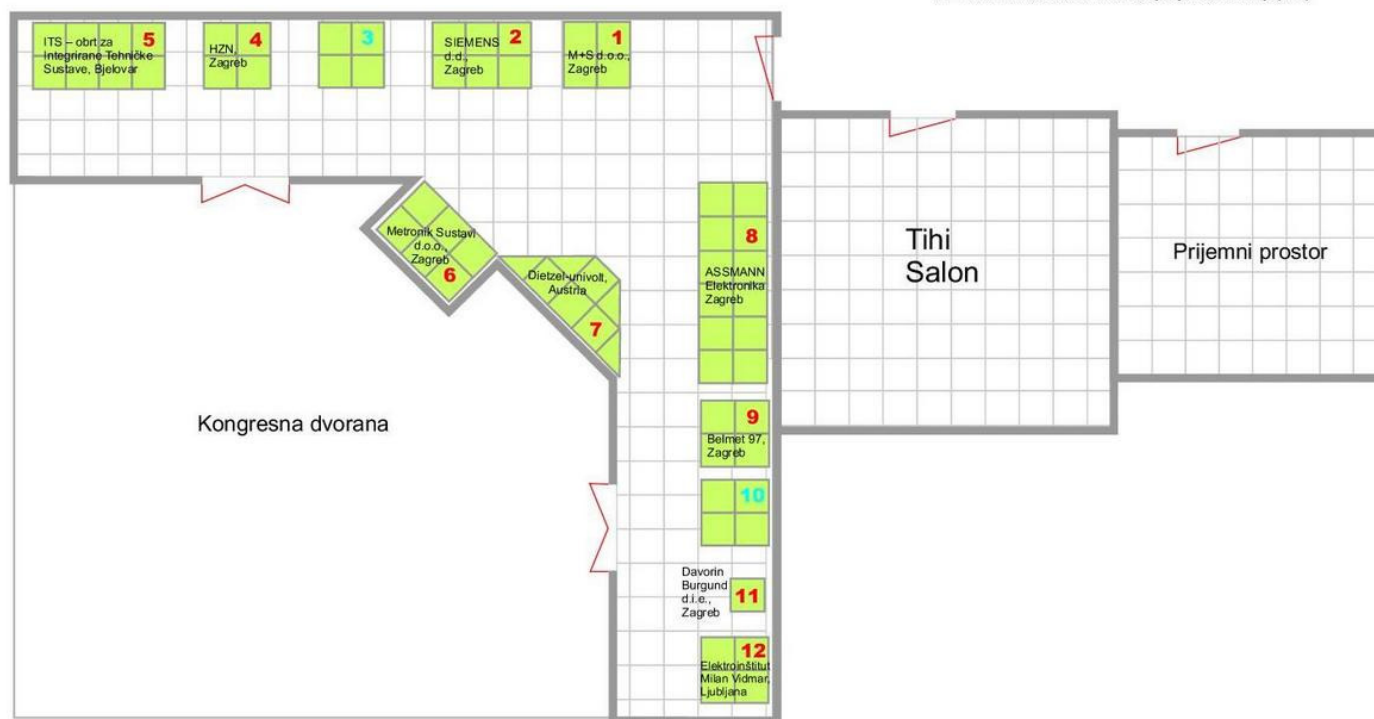 ITS – obrt za
Integrirane Tehničke
Sustave, Bjelovar
5
HZN,
Zagreb
4
3
SIEMENS
d.d.,
Zagreb
2
M+S d.o.o.,
Zagreb
1
Metronik Sustavi
d.o.o.,
Zagreb
6
Dietzel-univolt,
Austria
7
8
ASSMANN
Elektronika
Zagreb
Tihi
Salon
Prijemni prostor
Kongresna dvorana
9
Belmet 97,
Zagreb
10
Davorin
Burgund
d.i.e.,
Zagreb
11
12
Elektroinštitut
Milan Vidmar,
Ljubljana